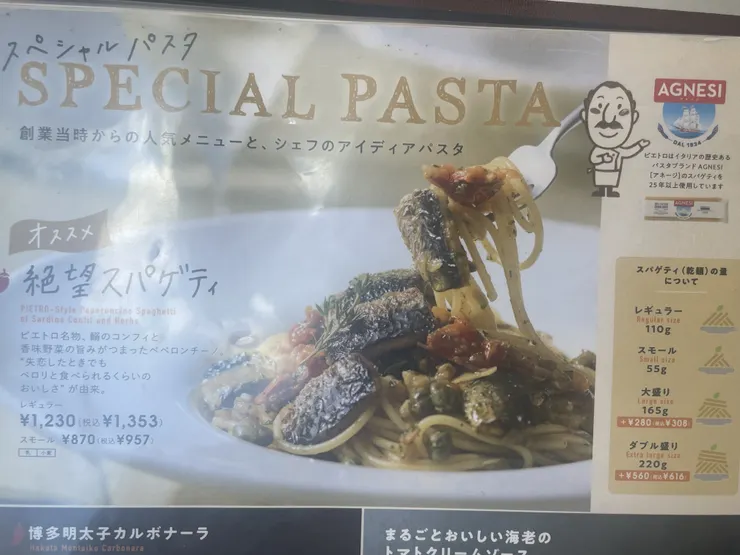 スペシャル パスタ
SPECIAL PASTA
創業当時からの人気メニューと、シェフのアイディアパスタ
AGNESI
DAL 1824
ピエトロはイタリアの歴史ある
パスタブランドAGNESI
[アネージ]のスパゲティを
25年以上使用しています
オススメ
絶望スパゲティ
PIETRO-Style Peperoncino Spaghetti
of Sardine Confit and Herbs
ピエトロ名物、鰯のコンフィと
香味野菜の旨みがつまったペペロンチーノ。
“失恋したときでも
ペロリと食べられるくらいの
おいしさ”が由来。
レギュラー
¥1,230(税込¥1,353)
スモール ¥870(税込¥957)
スパゲティ(乾麺)の量
について
レギュラー
Regular size
110g
スモール
Small size
55g
大盛り
Large size
165g
+¥280(税込¥308)
ダブル盛り
Extra large size
220g
+¥560(税込¥616)
博多明太子カルボナーラ
Hakata Mentaiko Carbonara
まるごとおいしい海老の
トマトクリームソース